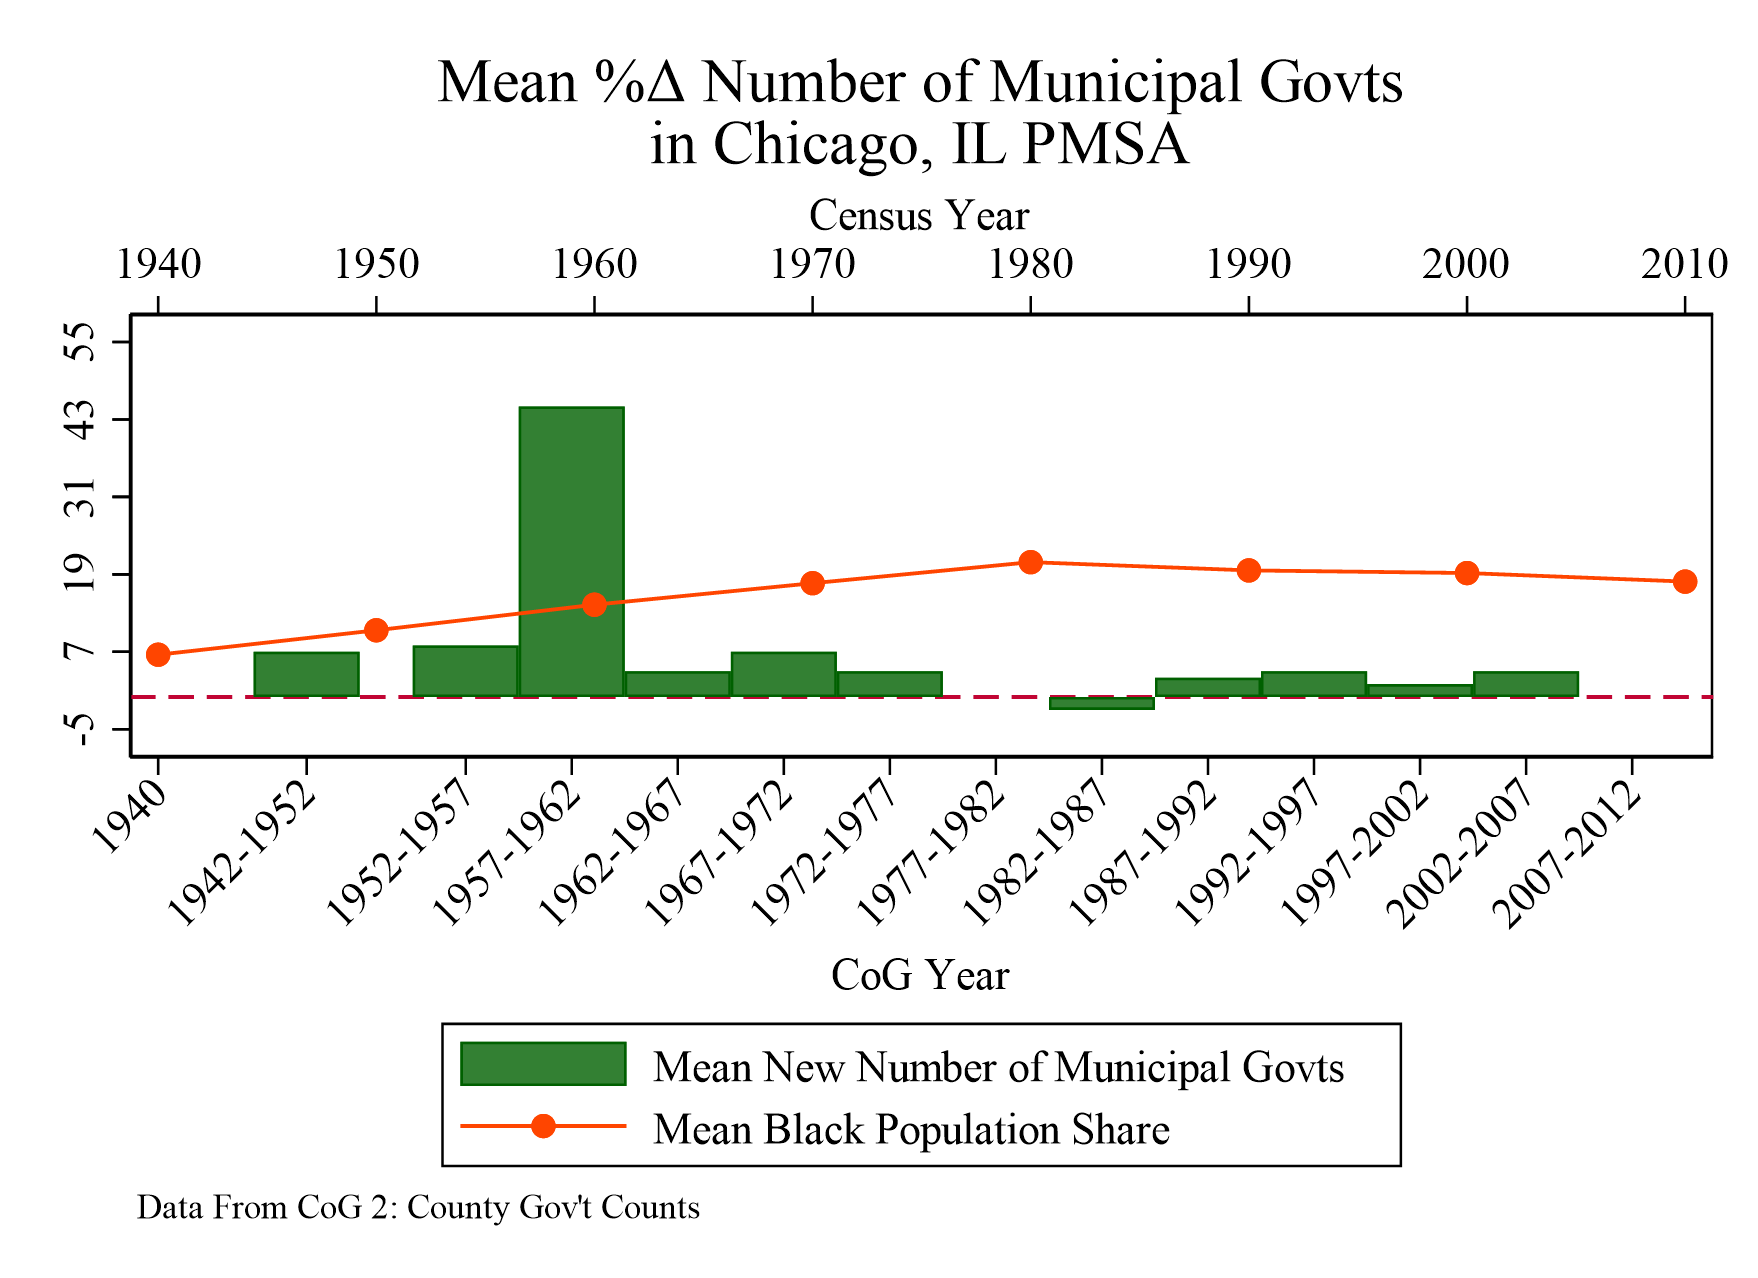 Mean %Δ Number of Municipal Govts
in Chicago, IL PMSA
Census Year
1940 1950 1960 1970 1980 1990 2000 2010
55
43
31
19
7
-5
1940 1942-1952 1952-1957 1957-1962 1962-1967 1967-1972 1972-1977 1977-1982 1982-1987 1987-1992 1992-1997 1997-2002 2002-2007 2007-2012
CoG Year
Mean New Number of Municipal Govts
Mean Black Population Share
Data From CoG 2: County Gov't Counts